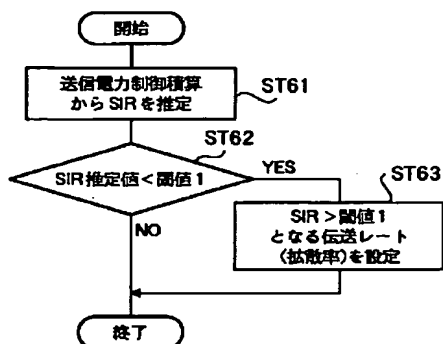 開始
送信電力制御積算
からSIRを推定
ST61
ST62
SIR推定値<閾値1
YES
ST63
SIR>閾値1
となる伝送レート
(拡散率)を設定
NO
終了